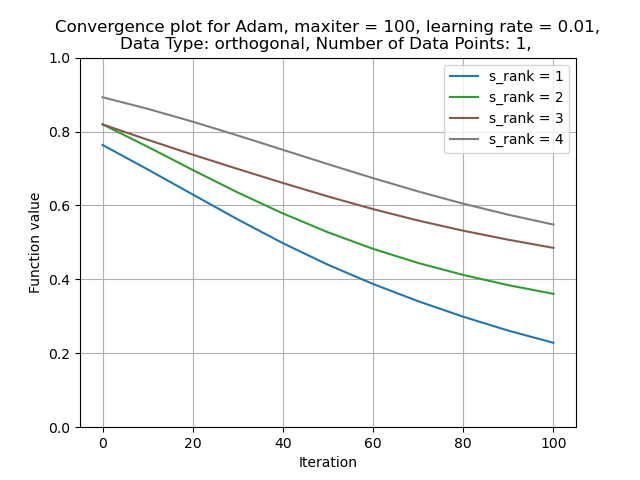 Convergence plot for Adam, maxiter = 100, learning rate = 0.01,
Data Type: orthogonal, Number of Data Points: 1,
1.0
0.8
0.6
0.4
0.2
0.0
Function value
s_rank = 1
s_rank = 2
s_rank = 3
s_rank = 4
0 20 40 60 80 100
Iteration